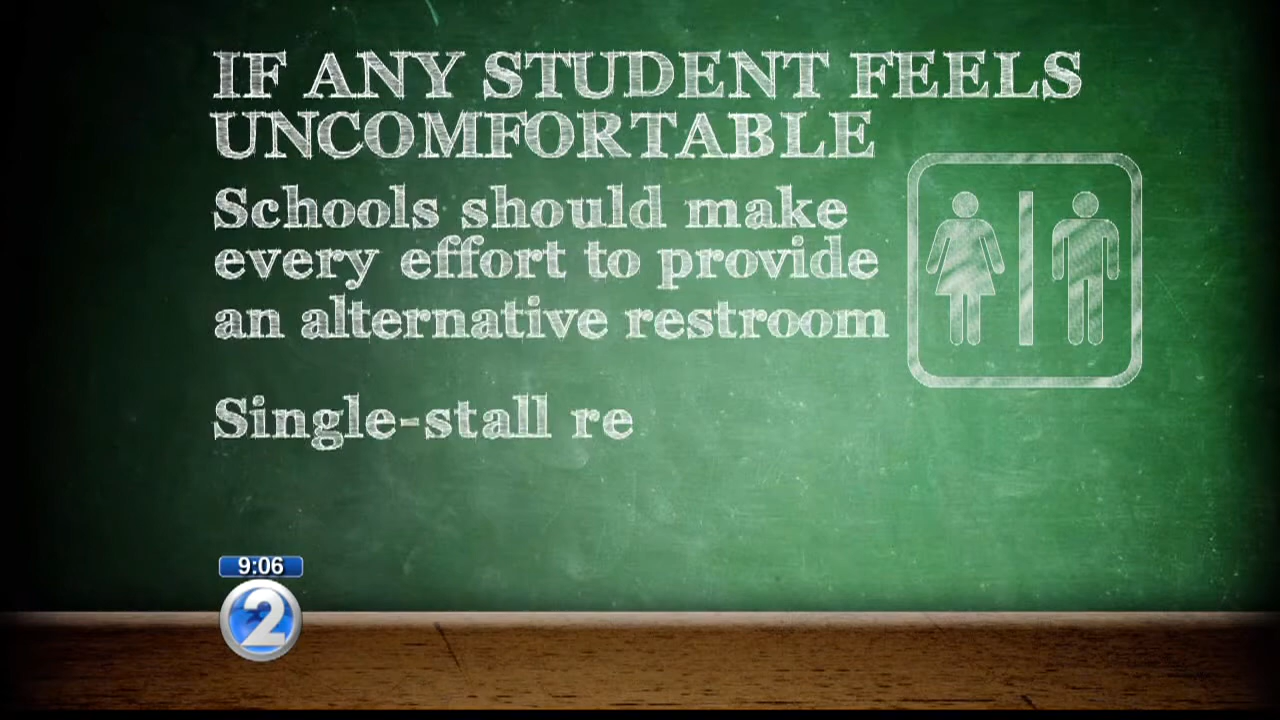 IF ANY STUDENT FEELS
UNCOMFORTABLE
Schools should make
every effort to provide
an alternative restroom
Single-stall re
9:06
2